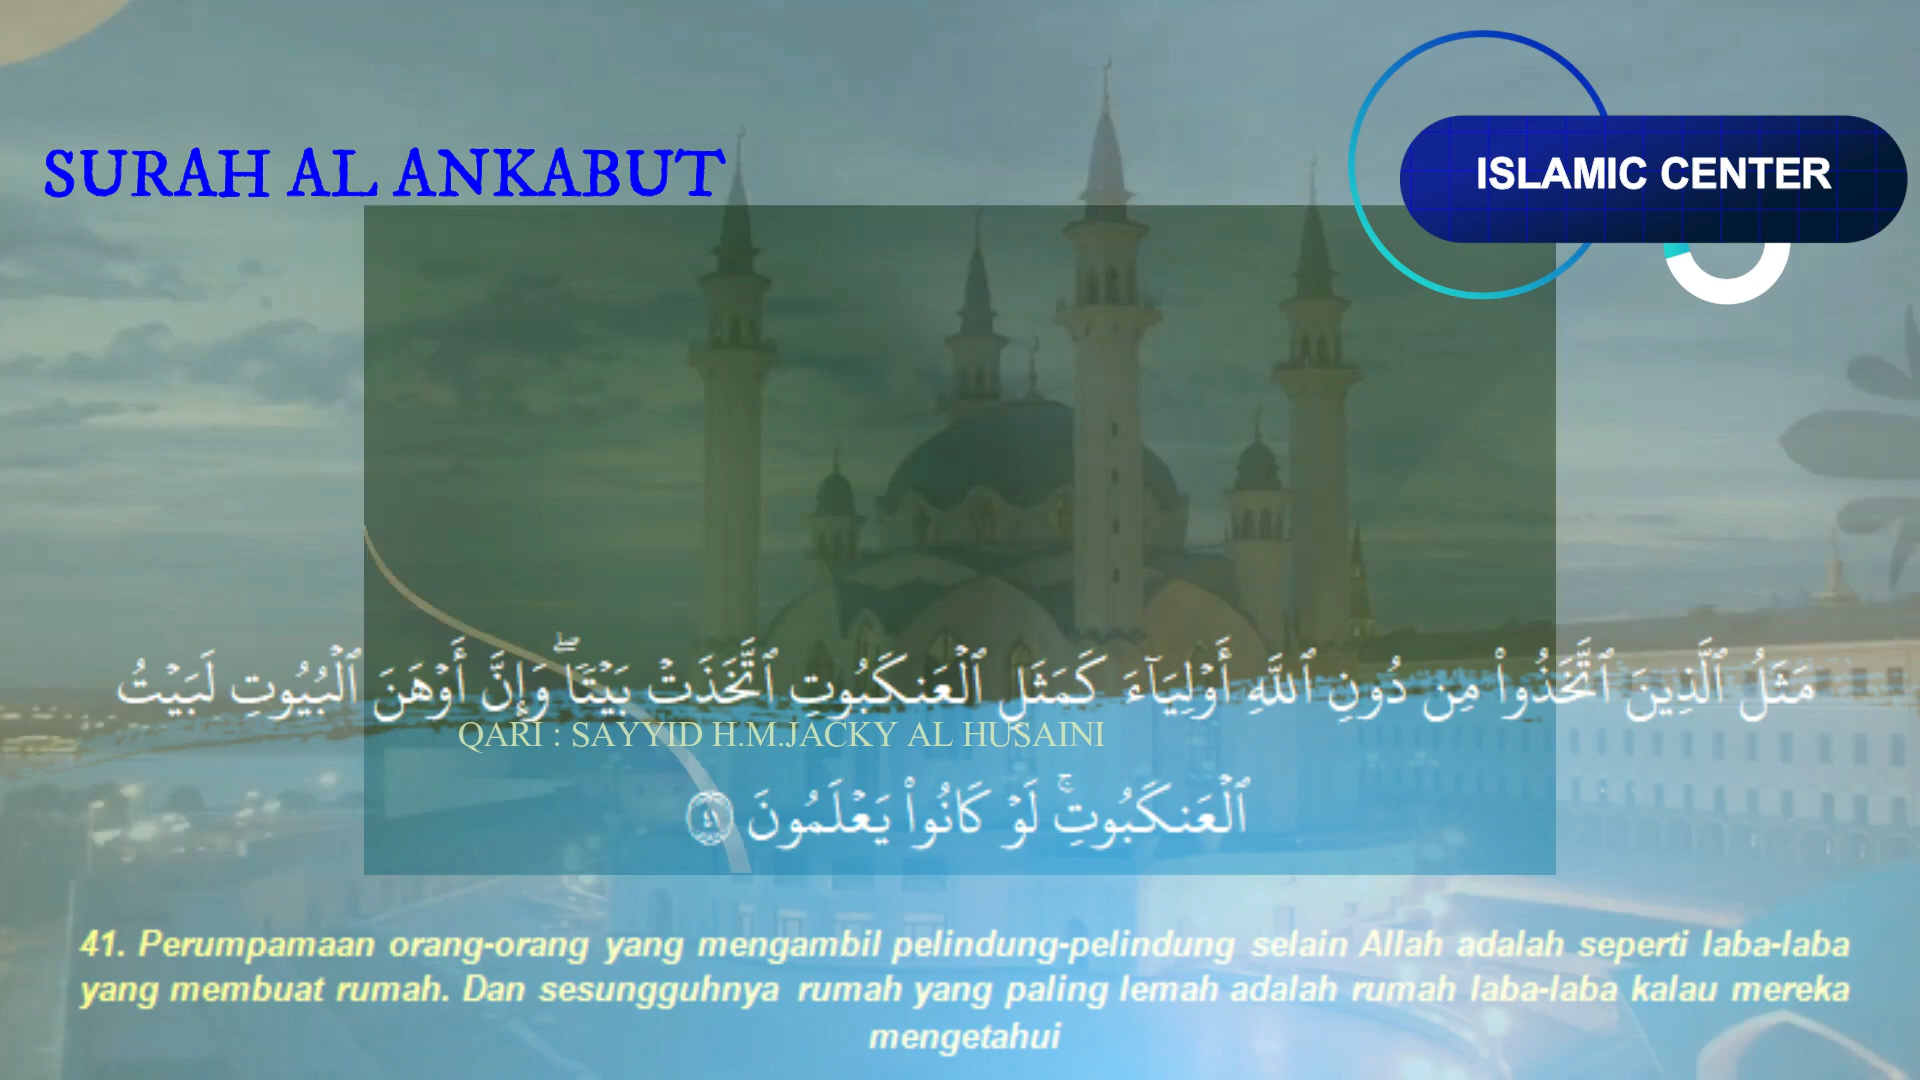 SURAH AL ANKABUT
ISLAMIC CENTER
مَثَلُ ٱلَّذِينَ ٱتَّخَذُوا۟ مِن دُونِ ٱللَّهِ أَوْلِيَآءَ كَمَثَلِ ٱلْعَنكَبُوتِ ٱتَّخَذَتْ بَيْتًا ۖ وَإِنَّ أَوْهَنَ ٱلْبُيُوتِ لَبَيْتُ
QARI : SAYYID H.M.JACKY AL HUSAINI
ٱلْعَنكَبُوتِ ۚ لَوْ كَانُوا۟ يَعْلَمُونَ ٤١
41. Perumpamaan orang-orang yang mengambil pelindung-pelindung selain Allah adalah seperti laba-laba
yang membuat rumah. Dan sesungguhnya rumah yang paling lemah adalah rumah laba-laba kalau mereka
mengetahui